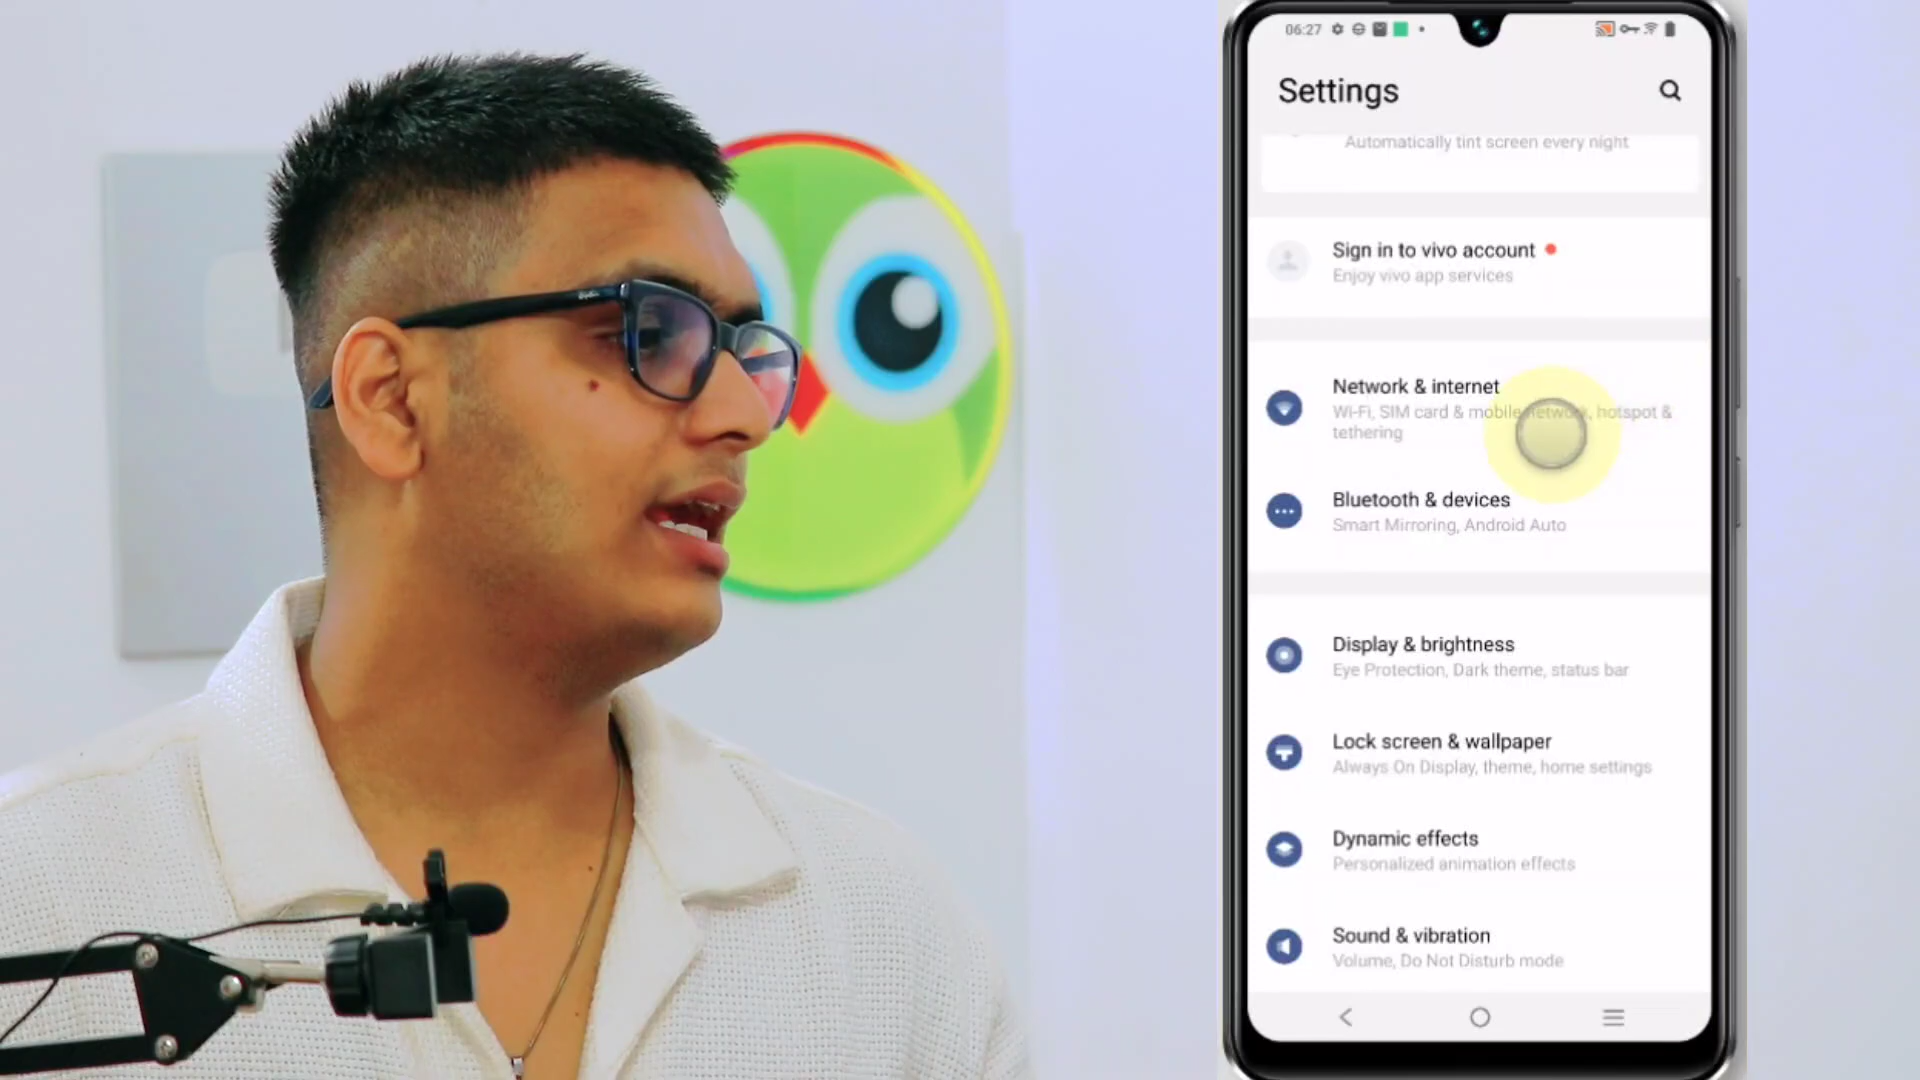 06:27
Settings
Automatically tint screen every night
Sign in to vivo account
Enjoy vivo app services
Network & internet
Wi-Fi, SIM card & mobile network, hotspot &
tethering
Bluetooth & devices
Smart Mirroring, Android Auto
Display & brightness
Eye Protection, Dark theme, status bar
Lock screen & wallpaper
Always On Display, theme, home settings
Dynamic effects
Personalized animation effects
Sound & vibration
Volume, Do Not Disturb mode